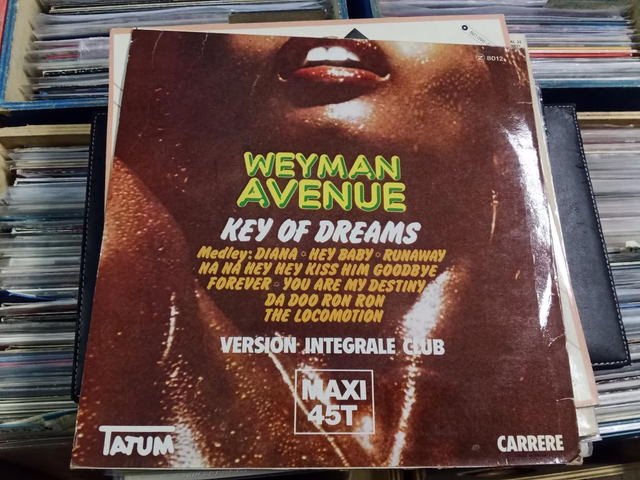 Z 8012
WEYMAN
AVENUE
KEY OF DREAMS
Medley: DIANA ◦ HEY BABY ◦ RUNAWAY
NA NA HEY HEY KISS HIM GOODBYE
FOREVER ◦ YOU ARE MY DESTINY
DA DOO RON RON
THE LOCOMOTION
VERSION INTEGRALE CLUB
MAXI
45T
TATUM
CARRERE